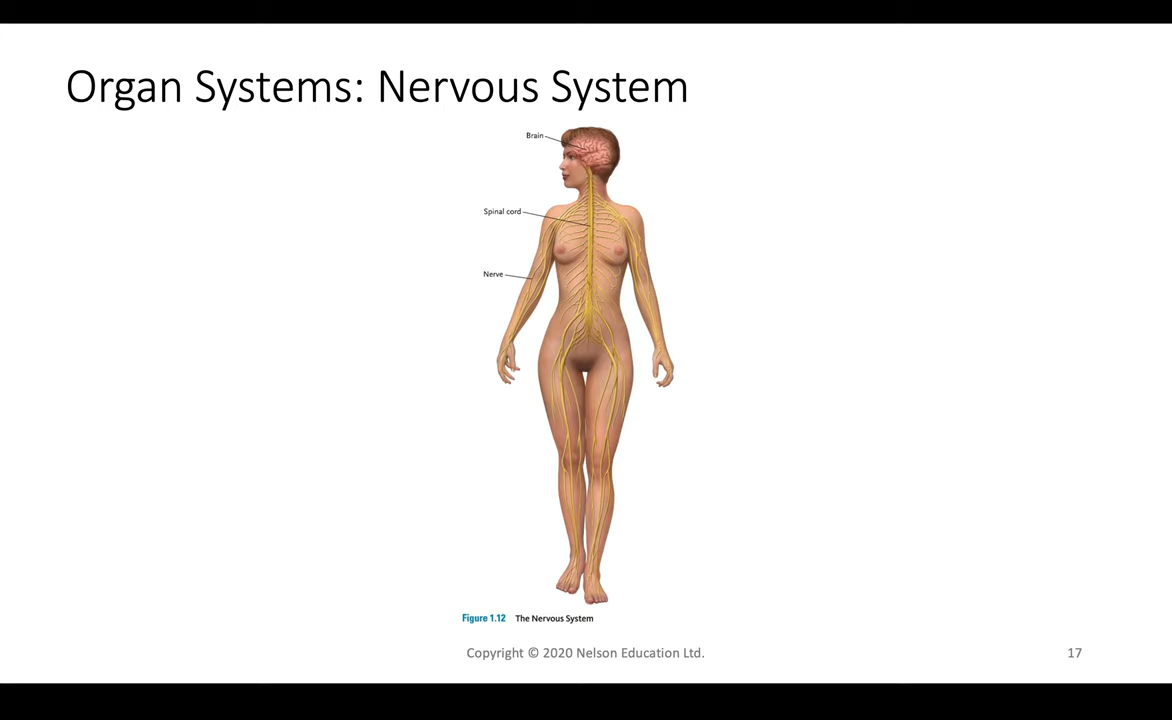 Organ Systems: Nervous System
Brain
Spinal cord
Nerve
Figure 1.12 The Nervous System
Copyright © 2020 Nelson Education Ltd.
17